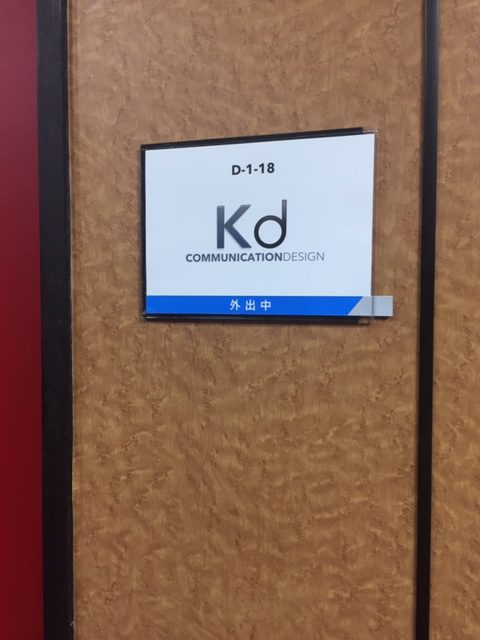 D-1-18
Kd
COMMUNICATIONDESIGN
外出中